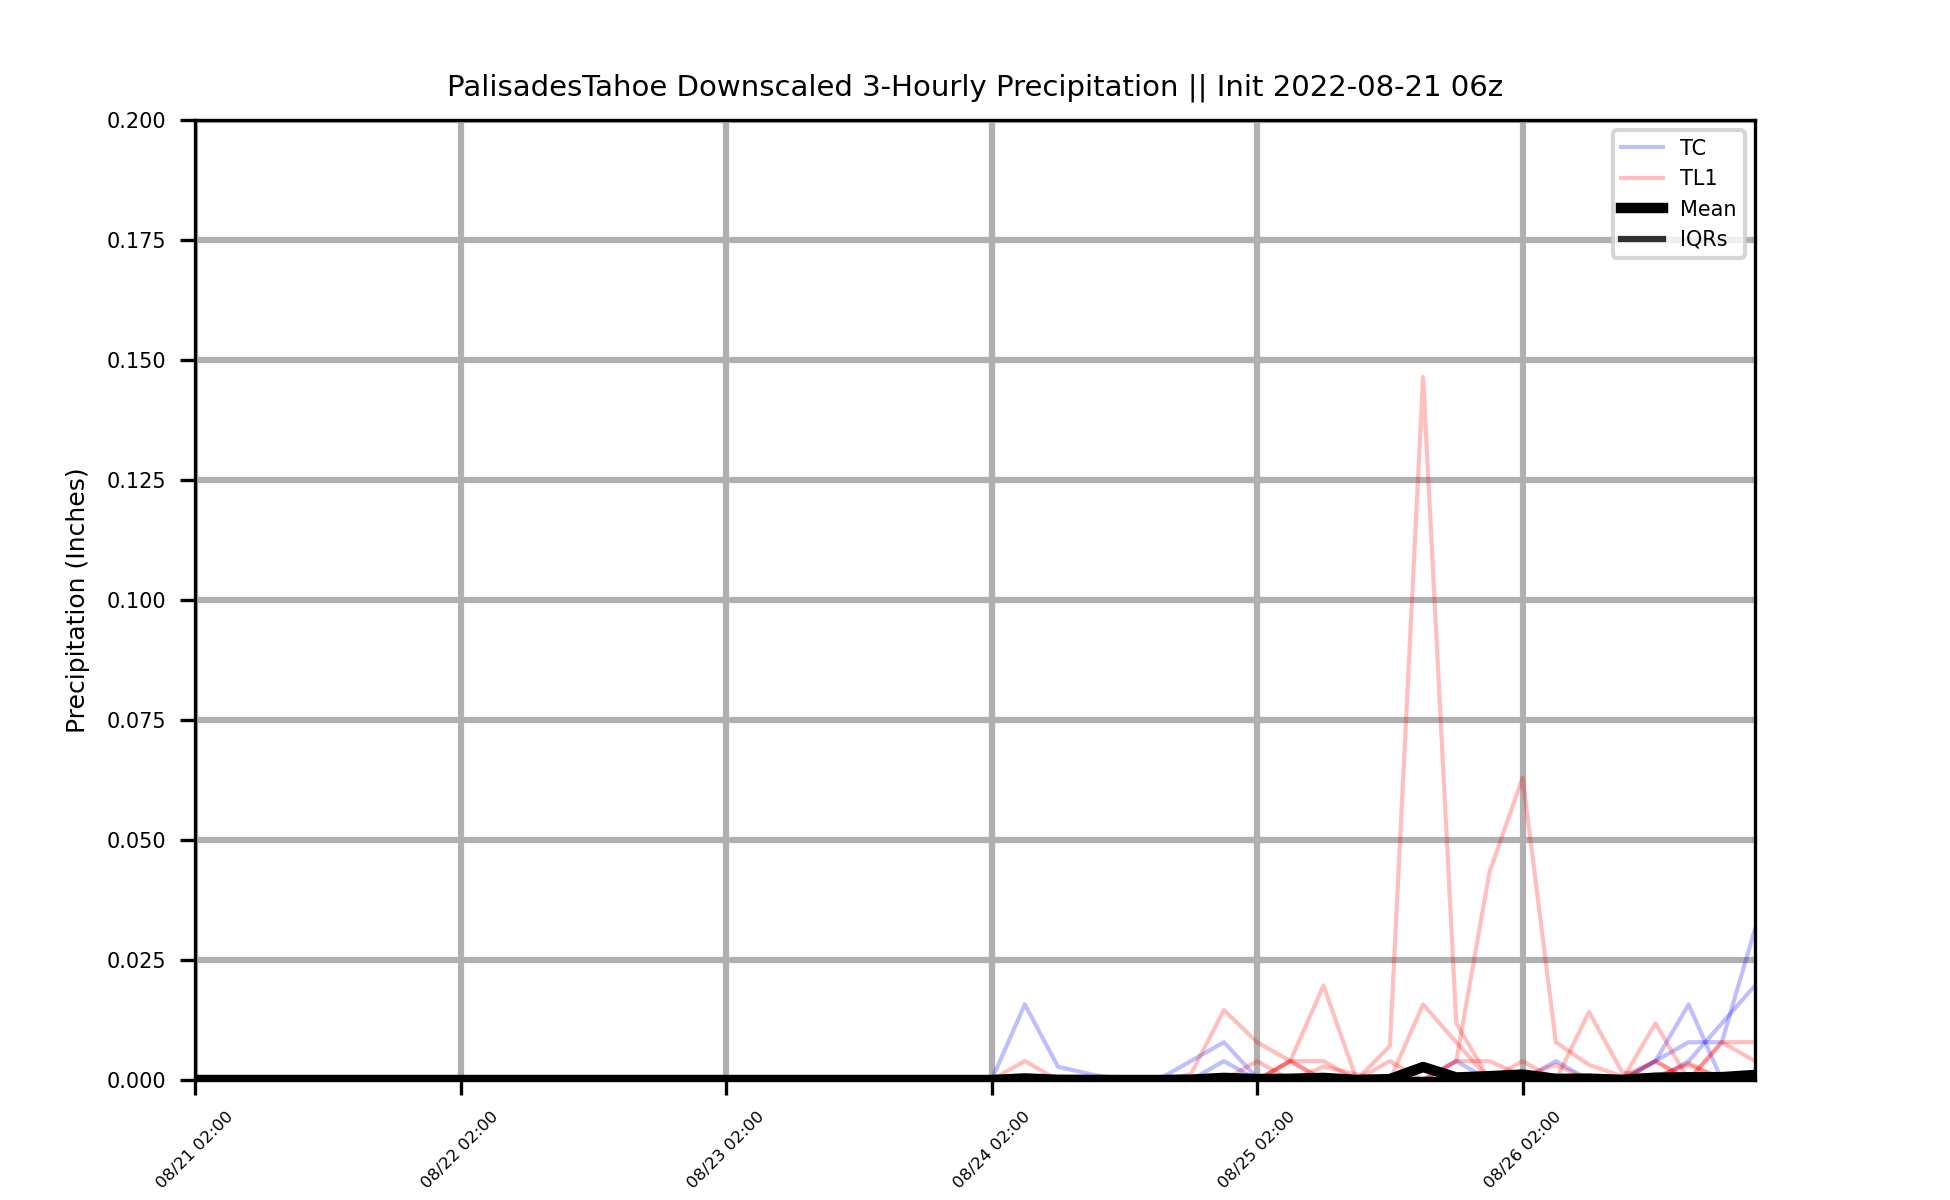 PalisadesTahoe Downscaled 3-Hourly Precipitation || Init 2022-08-21 06z
TC
TL1
Mean
IQRs
Precipitation (Inches)
0.200
0.175
0.150
0.125
0.100
0.075
0.050
0.025
0.000
08/21 02:00
08/22 02:00
08/23 02:00
08/24 02:00
08/25 02:00
08/26 02:00